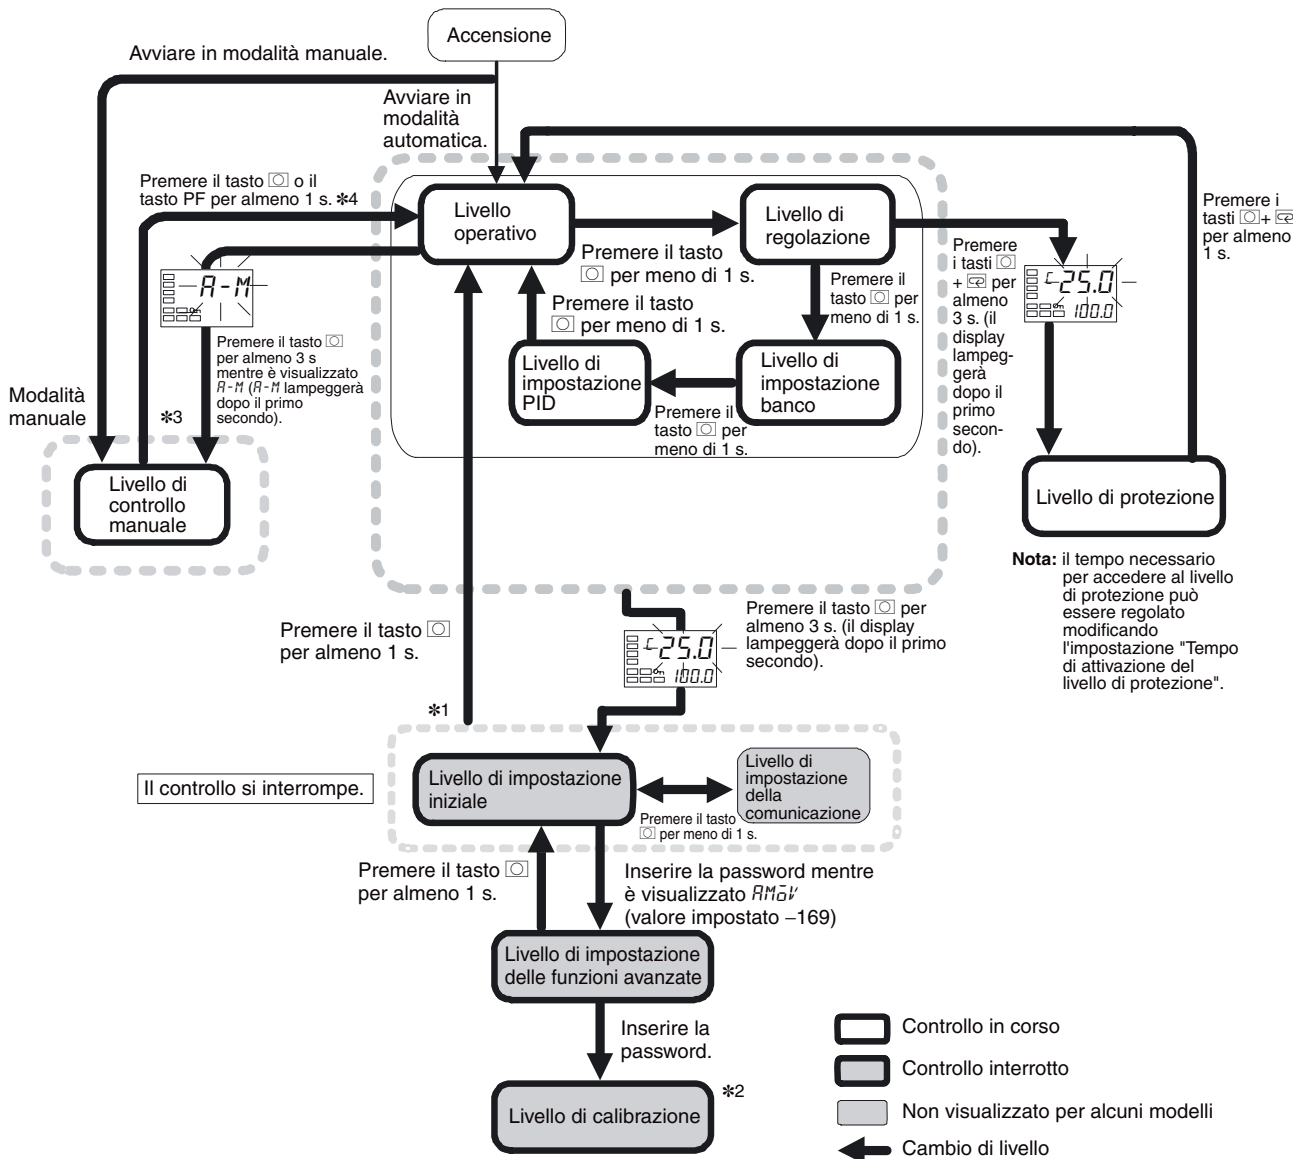 Accensione
Avviare in modalità manuale.
Avviare in
modalità
automatica.
Premere il tasto o il
tasto PF per almeno 1 s. *4
Livello
operativo
Premere il tasto
per meno di 1 s.
Livello di
regolazione
Premere
i tasti
+ per
almeno
3 s. (il
display
lampeg-
gerà
dopo il
primo
secon-
do).
Premere i
tasti +
per almeno
1 s.
A-M
C 25.0
100.0
Premere il tasto
per meno di 1 s.
Premere il
tasto per
meno di 1 s.
Premere il tasto
per almeno 3 s
mentre è visualizzato
A-M (A-M lampeggerà
dopo il primo
secondo).
Livello di
impostazione
PID
Premere il
tasto per
meno di 1 s.
Livello di
impostazione
banco
Modalità
manuale
*3
Livello di
controllo
manuale
Livello di protezione
Nota: il tempo necessario
per accedere al livello
di protezione può
essere regolato
modificando
l'impostazione "Tempo
di attivazione del
livello di protezione".
Premere il tasto
per almeno 1 s.
C 25.0
100.0
Premere il tasto per
almeno 3 s. (il display
lampeggerà dopo il primo
secondo).
*1
Il controllo si interrompe.
Livello di impostazione
iniziale
Premere il tasto
per meno di 1 s.
Livello di
impostazione
della
comunicazione
Premere il tasto
per almeno 1 s.
Inserire la password mentre
è visualizzato AMOV
(valore impostato –169)
Livello di impostazione
delle funzioni avanzate
Inserire la
password.
Livello di calibrazione
*2
Controllo in corso
Controllo interrotto
Non visualizzato per alcuni modelli
Cambio di livello